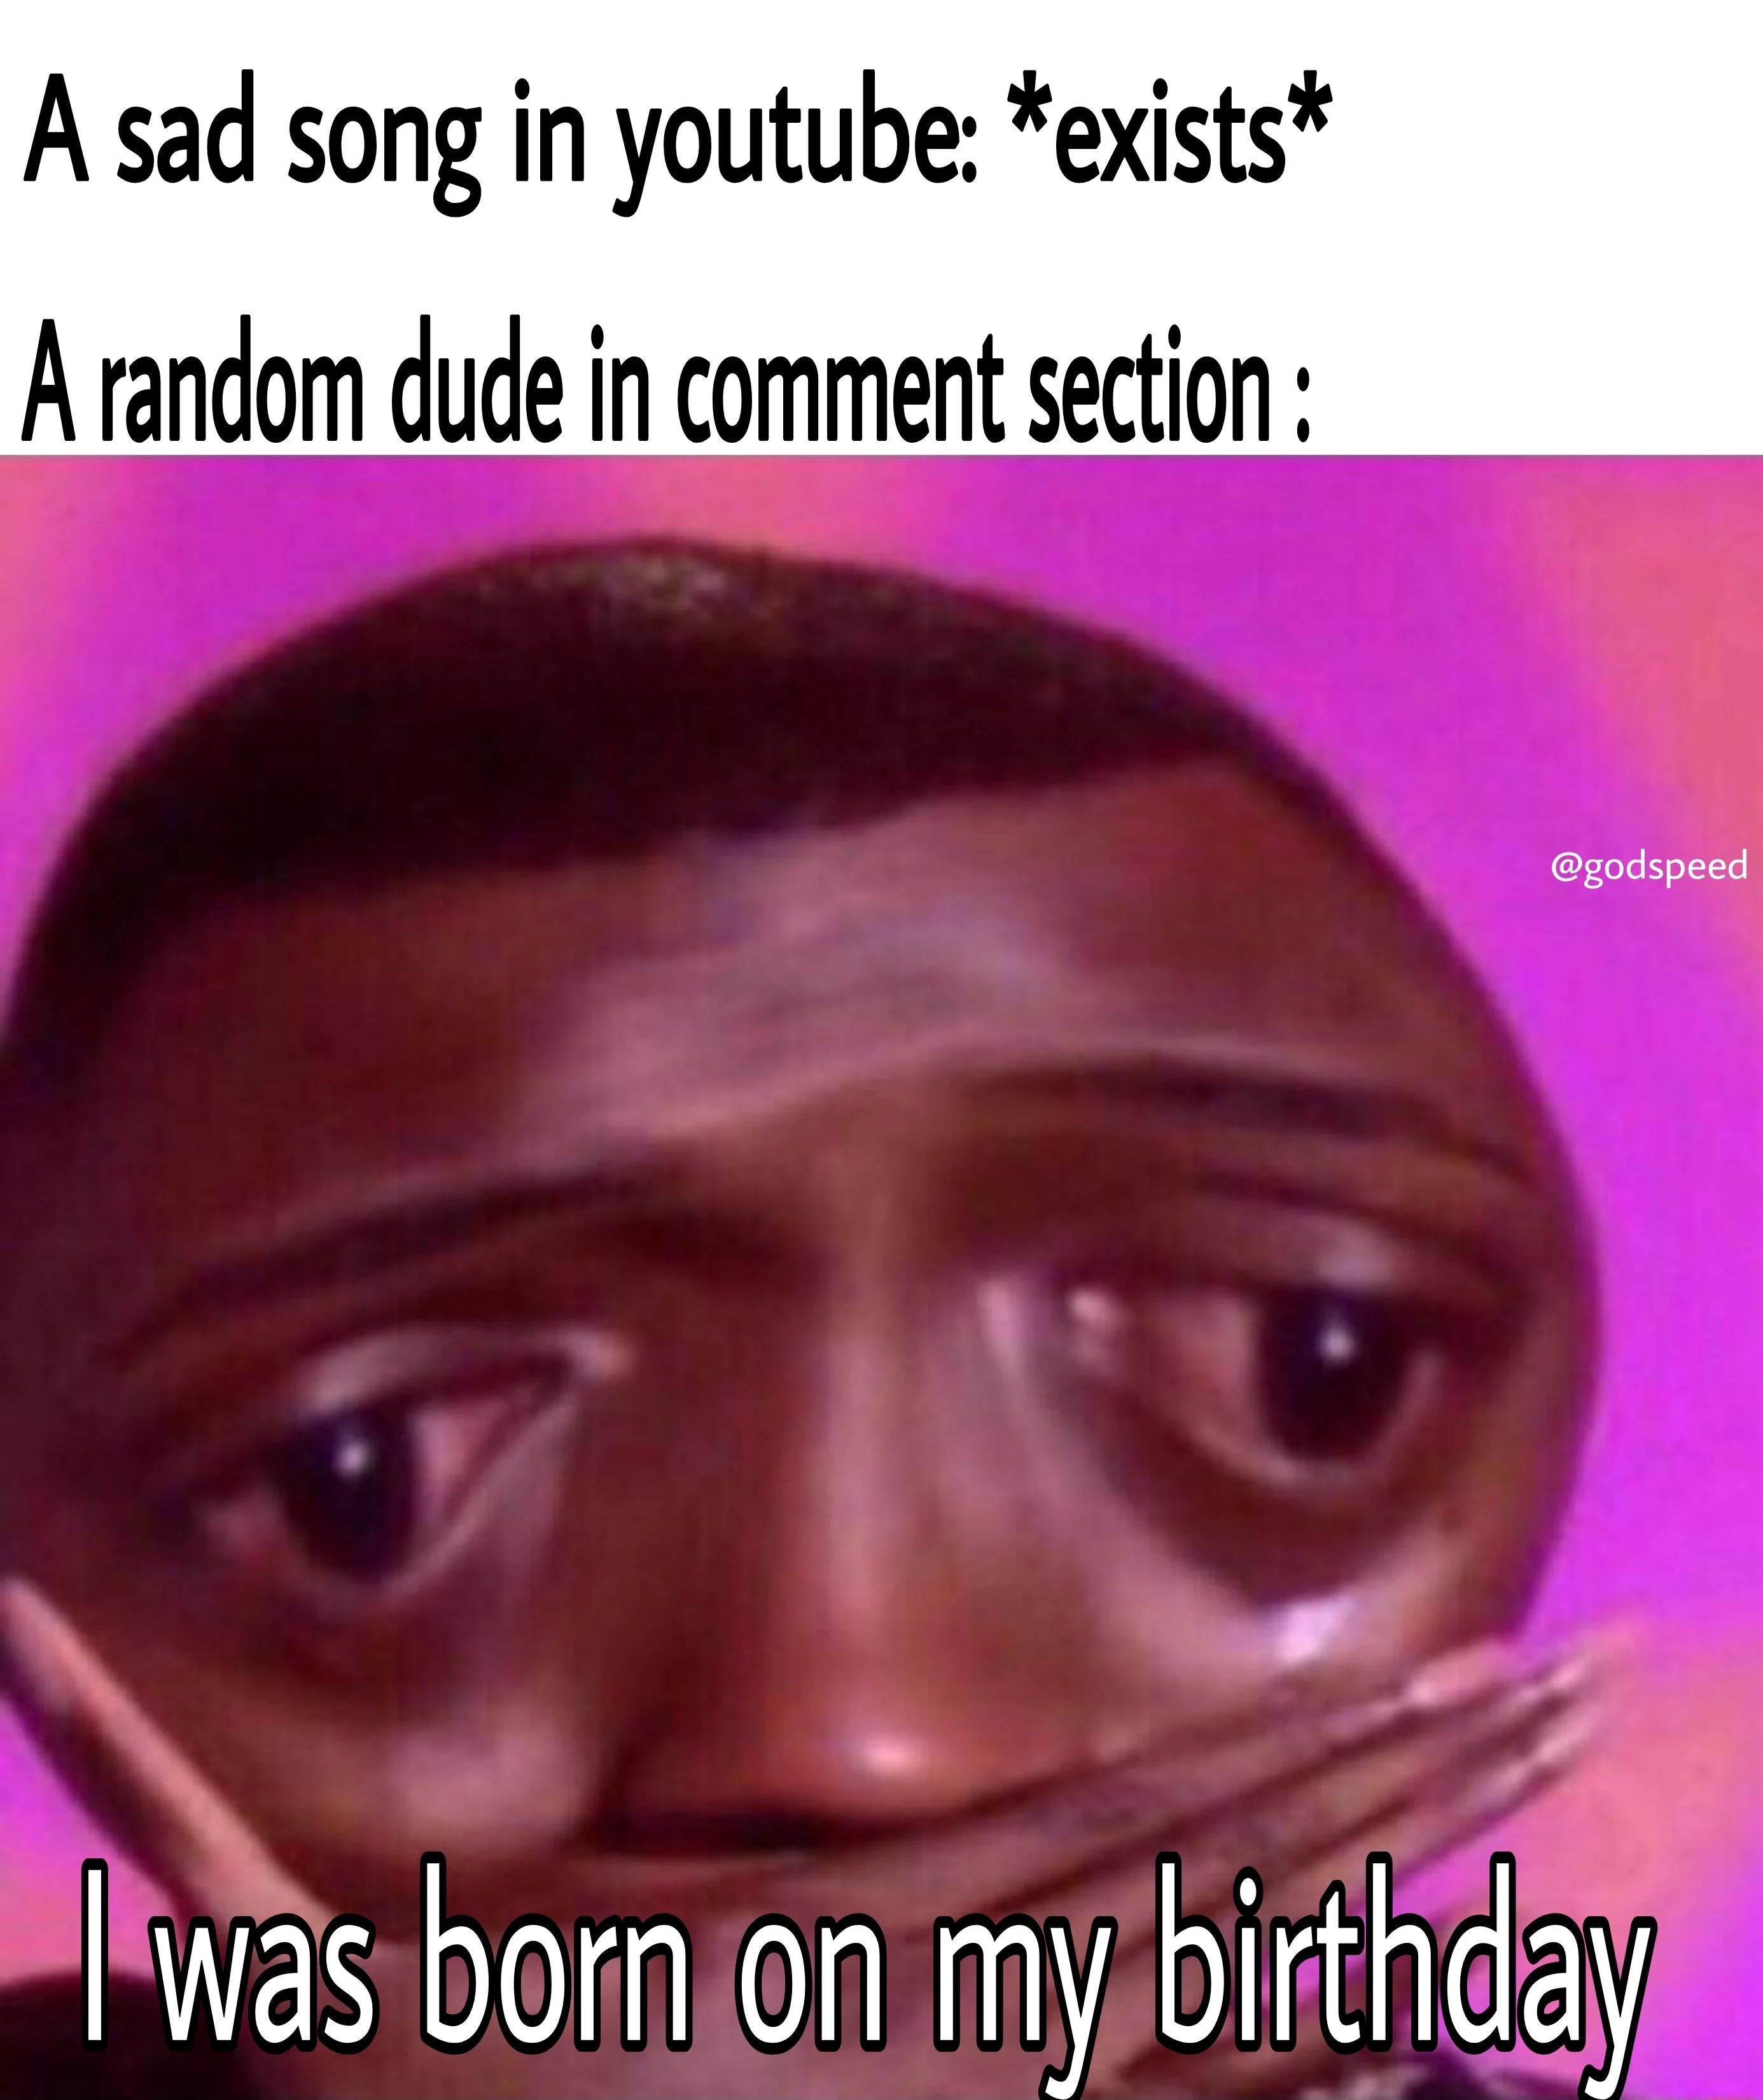 A sad song in youtube: *exists*
A random dude in comment section :
@godspeed
I was born on my birthday